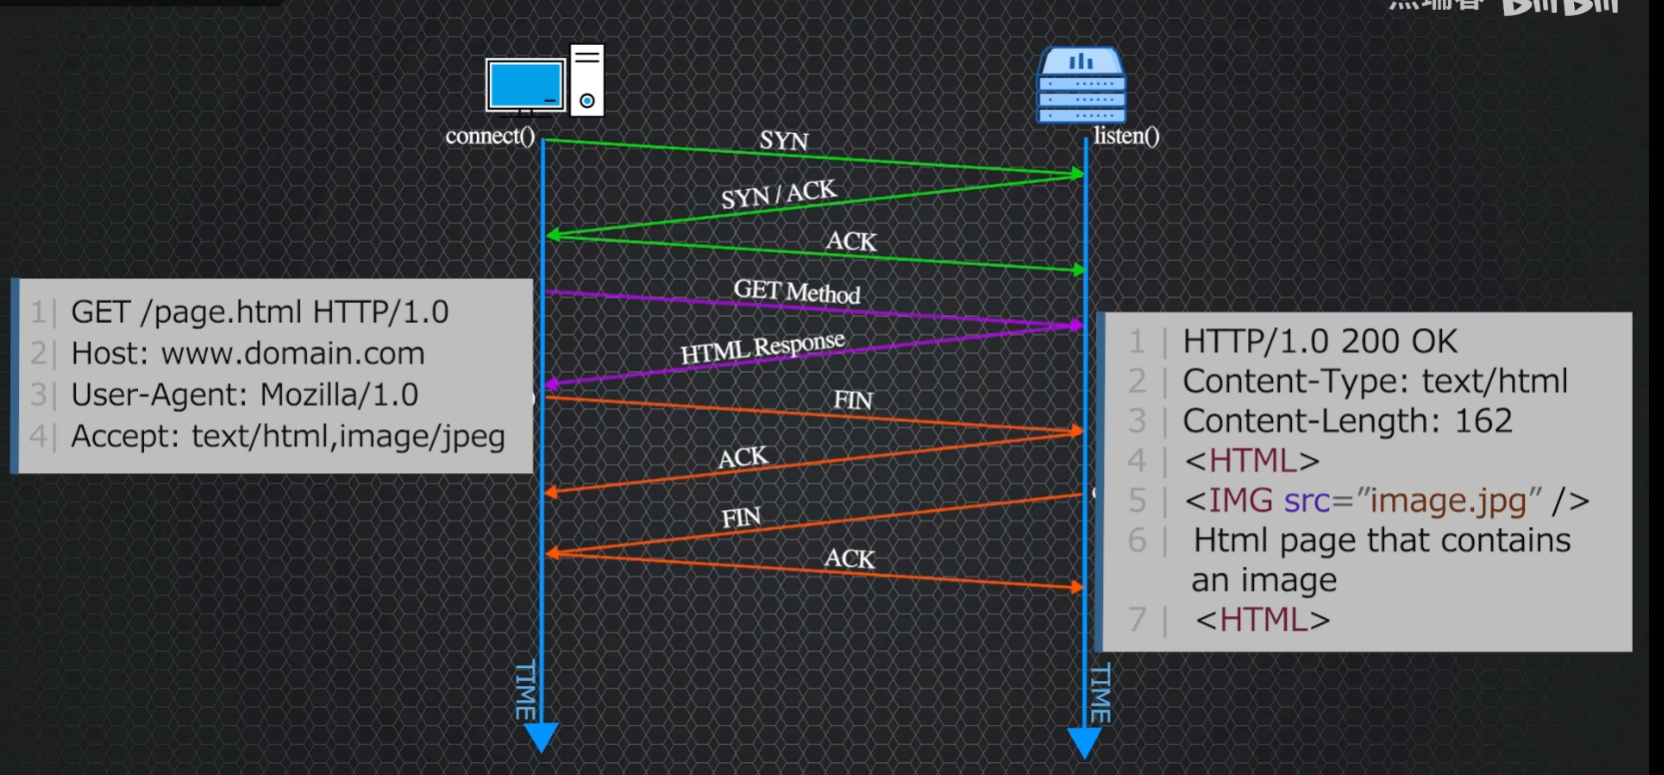 BiliBili
connect()
listen()
SYN
SYN / ACK
ACK
GET Method
HTML Response
FIN
ACK
FIN
ACK
1| GET /page.html HTTP/1.0
2| Host: www.domain.com
3| User-Agent: Mozilla/1.0
4| Accept: text/html,image/jpeg
1 | HTTP/1.0 200 OK
2 | Content-Type: text/html
3 | Content-Length: 162
4 | <HTML>
5 | <IMG src=”image.jpg” />
6 | Html page that contains
an image
7 | <HTML>
TIME
TIME